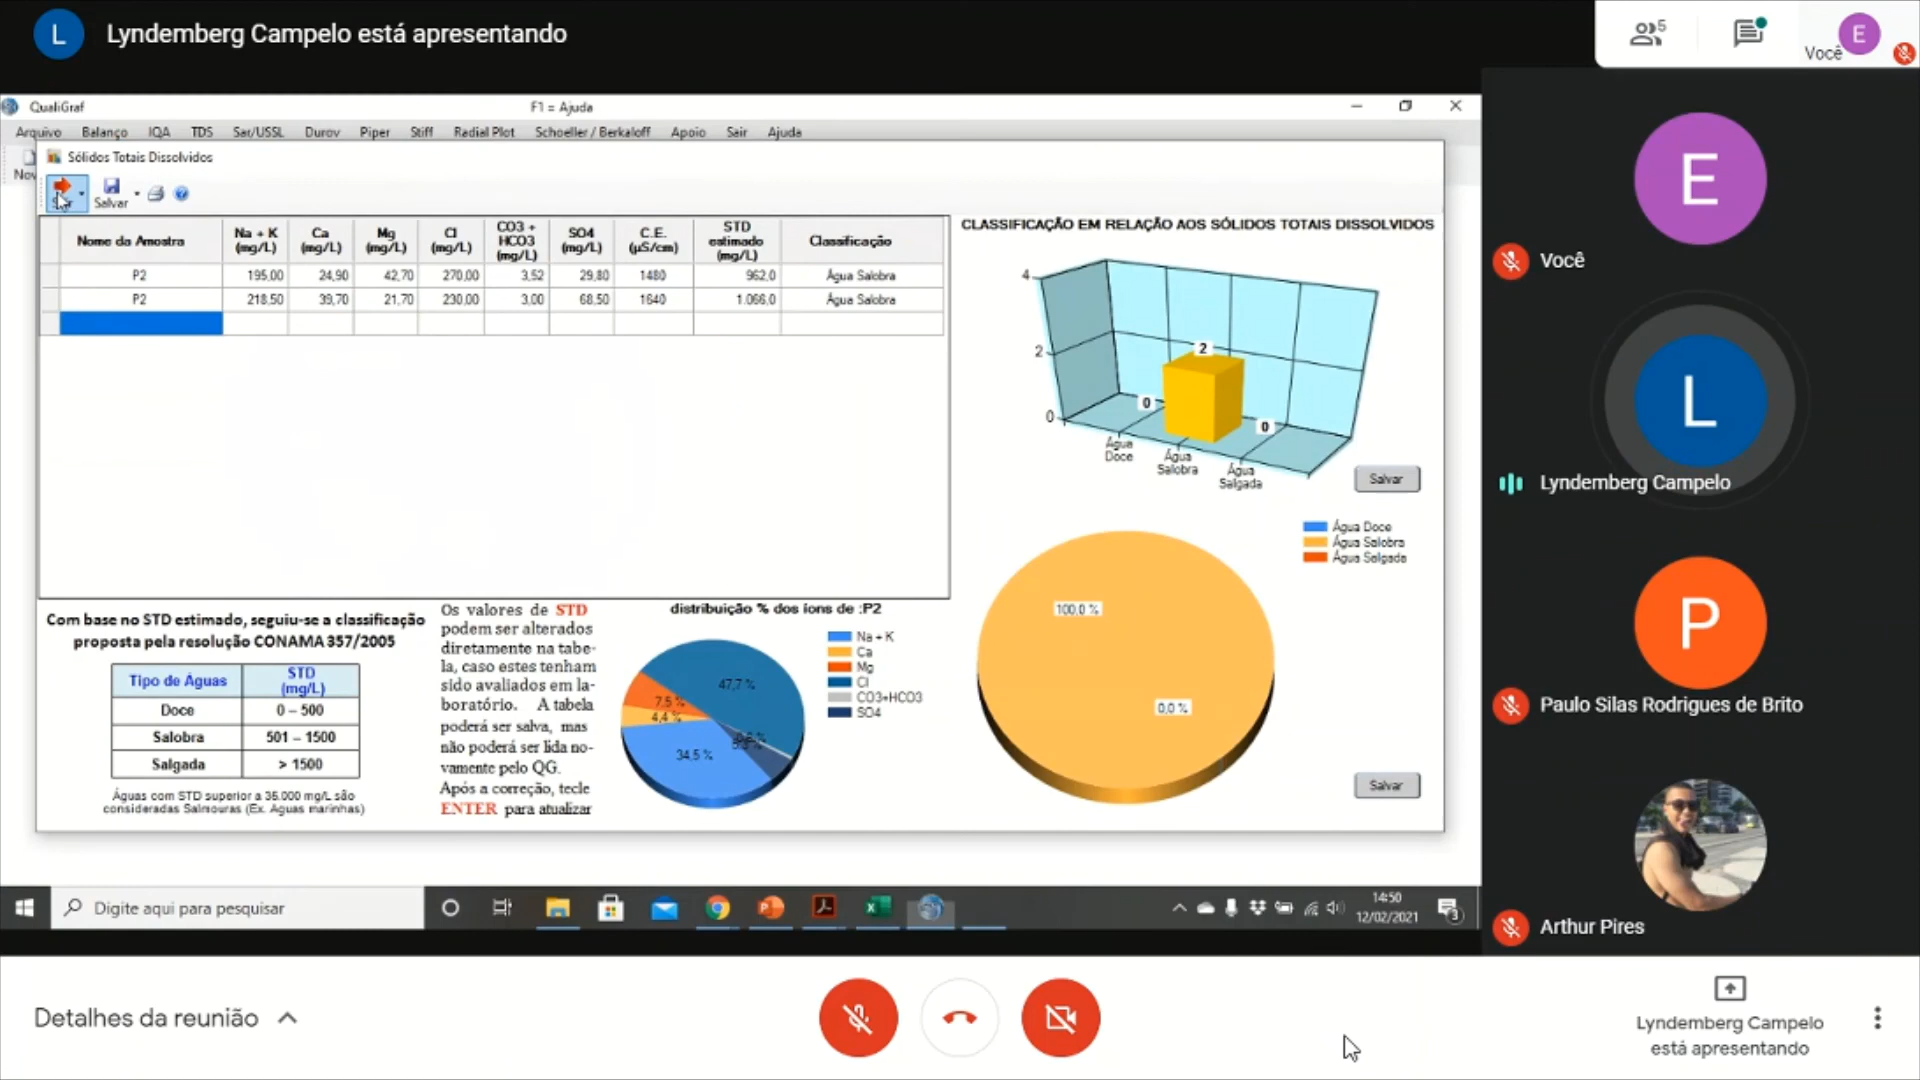 L Lyndemberg Campelo está apresentando
5
Você E
QualiGraf F1 = Ajuda
Arquivo Balanço IQA TDS Sar/USSL Durov Piper Stiff Radial Plot Schoeller / Berkaloff Apoio Sair Ajuda
Sólidos Totais Dissolvidos
Salvar
Nome da Amostra Na + K (mg/L) Ca (mg/L) Mg (mg/L) Cl (mg/L) CO3 + HCO3 (mg/L) SO4 (mg/L) C.E. (µS/cm) STD estimado (mg/L) Classificação
P2 195,00 24,90 42,70 270,00 3,52 29,80 1480 962,0 Água Salobra
P2 218,50 39,70 21,70 230,00 3,00 68,50 1640 1.066,0 Água Salobra
CLASSIFICAÇÃO EM RELAÇÃO AOS SÓLIDOS TOTAIS DISSOLVIDOS
4
2
0
0
2
0
Água Doce
Água Salobra
Água Salgada
Salvar
Água Doce
Água Salobra
Água Salgada
100,0 %
0,0 %
Salvar
Com base no STD estimado, seguiu-se a classificação
proposta pela resolução CONAMA 357/2005
Tipo de Águas STD (mg/L)
Doce 0 – 500
Salobra 501 – 1500
Salgada > 1500
Águas com STD superior a 35.000 mg/L são
consideradas Salmouras (Ex. Águas marinhas)
Os valores de STD
podem ser alterados
diretamente na tabe-
la, caso estes tenham
sido avaliados em la-
boratório. A tabela
poderá ser salva, mas
não poderá ser lida no-
vamente pelo QG.
Após a correção, tecle
ENTER para atualizar
distribuição % dos íons de :P2
47,7 %
7,5 %
4,4 %
34,5 %
Na + K
Ca
Mg
Cl
CO3+HCO3
SO4
Digite aqui para pesquisar
14:50
12/02/2021
3
E
Você
L
Lyndemberg Campelo
P
Paulo Silas Rodrigues de Brito
Arthur Pires
Detalhes da reunião
Lyndemberg Campelo
está apresentando